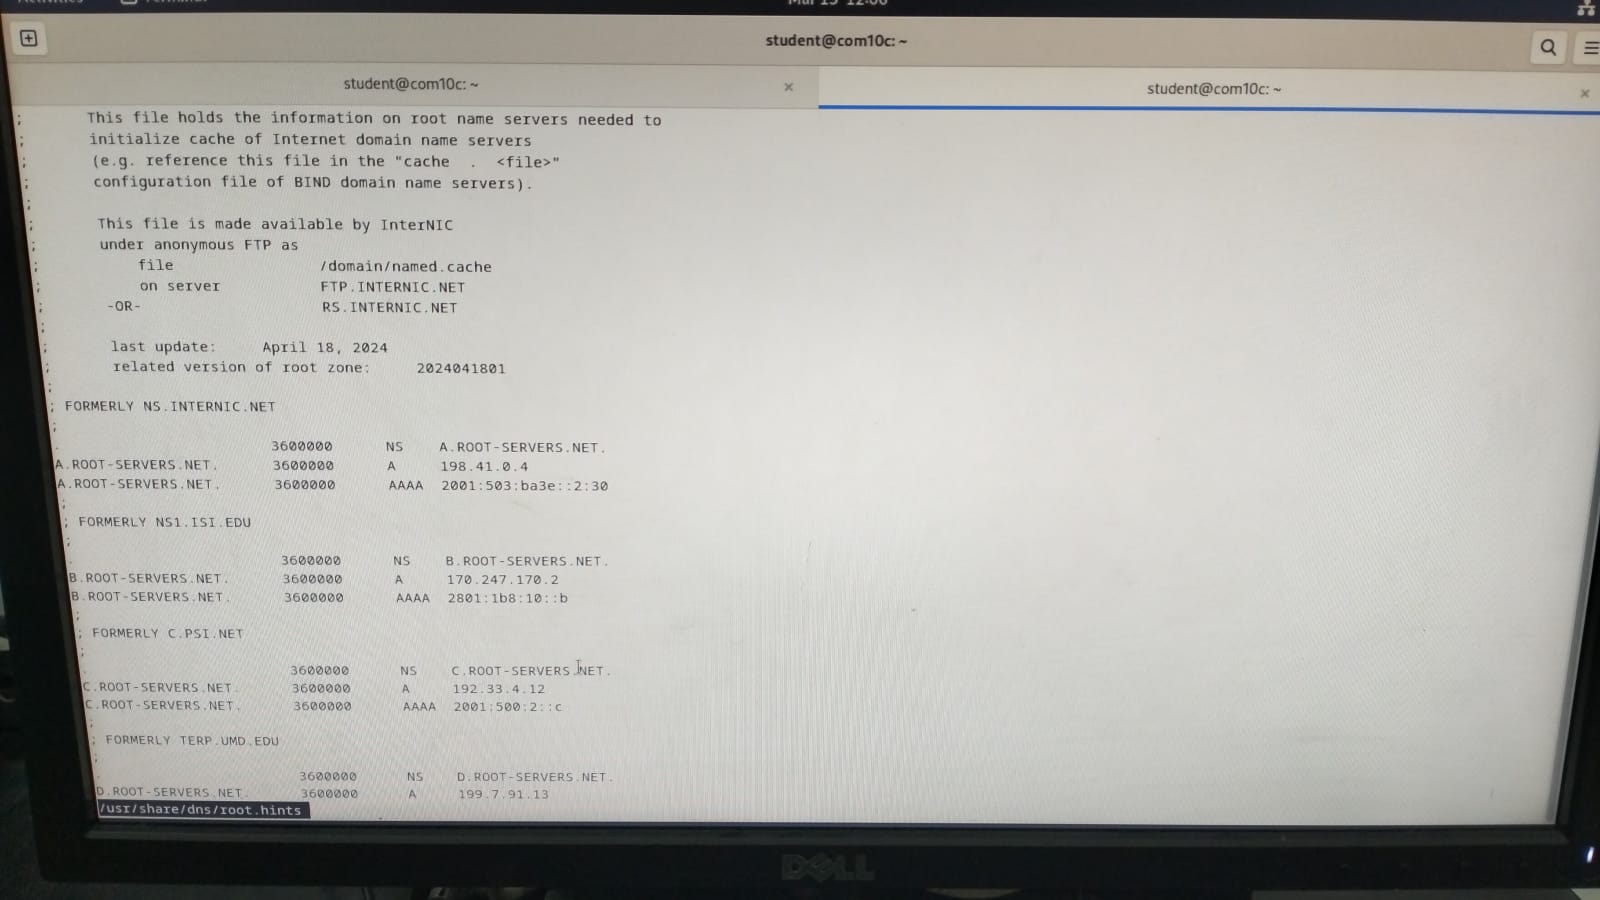 student@com10c: ~
student@com10c: ~ × student@com10c: ~ ×
; This file holds the information on root name servers needed to
; initialize cache of Internet domain name servers
; (e.g. reference this file in the "cache . <file>"
; configuration file of BIND domain name servers).
;
; This file is made available by InterNIC
; under anonymous FTP as
; file /domain/named.cache
; on server FTP.INTERNIC.NET
; -OR- RS.INTERNIC.NET
;
; last update: April 18, 2024
; related version of root zone: 2024041801
;
; FORMERLY NS.INTERNIC.NET
;
. 3600000 NS A.ROOT-SERVERS.NET.
A.ROOT-SERVERS.NET. 3600000 A 198.41.0.4
A.ROOT-SERVERS.NET. 3600000 AAAA 2001:503:ba3e::2:30
;
; FORMERLY NS1.ISI.EDU
;
. 3600000 NS B.ROOT-SERVERS.NET.
B.ROOT-SERVERS.NET. 3600000 A 170.247.170.2
B.ROOT-SERVERS.NET. 3600000 AAAA 2801:1b8:10::b
;
; FORMERLY C.PSI.NET
;
. 3600000 NS C.ROOT-SERVERS.NET.
C.ROOT-SERVERS.NET. 3600000 A 192.33.4.12
C.ROOT-SERVERS.NET. 3600000 AAAA 2001:500:2::c
;
; FORMERLY TERP.UMD.EDU
;
. 3600000 NS D.ROOT-SERVERS.NET.
D.ROOT-SERVERS.NET. 3600000 A 199.7.91.13
/usr/share/dns/root.hints
DELL